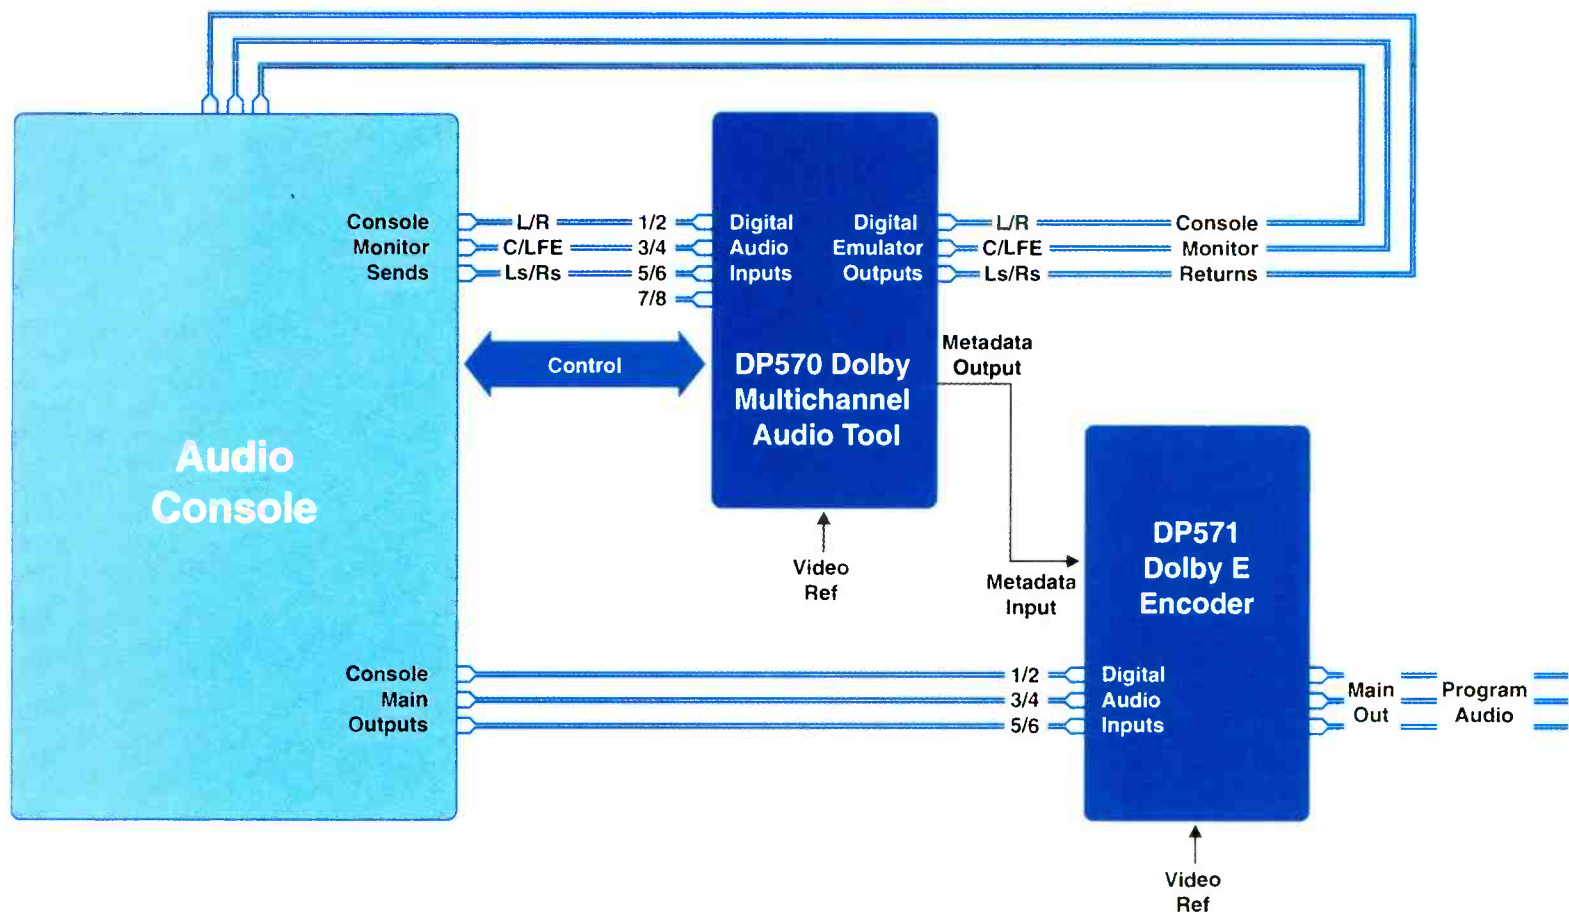 Console L/R 1/2 Digital Digital L/R Console
Monitor C/LFE 3/4 Audio Emulator C/LFE Monitor
Sends Ls/Rs 5/6 Inputs Outputs Ls/Rs Returns
7/8
Control
Metadata
Output
DP570 Dolby
Multichannel
Audio Tool
Audio
Console
Video
Ref
Metadata
Input
DP571
Dolby E
Encoder
Console 1/2 Digital
Main 3/4 Audio
Outputs 5/6 Inputs
Main
Out
Program
Audio
Video
Ref